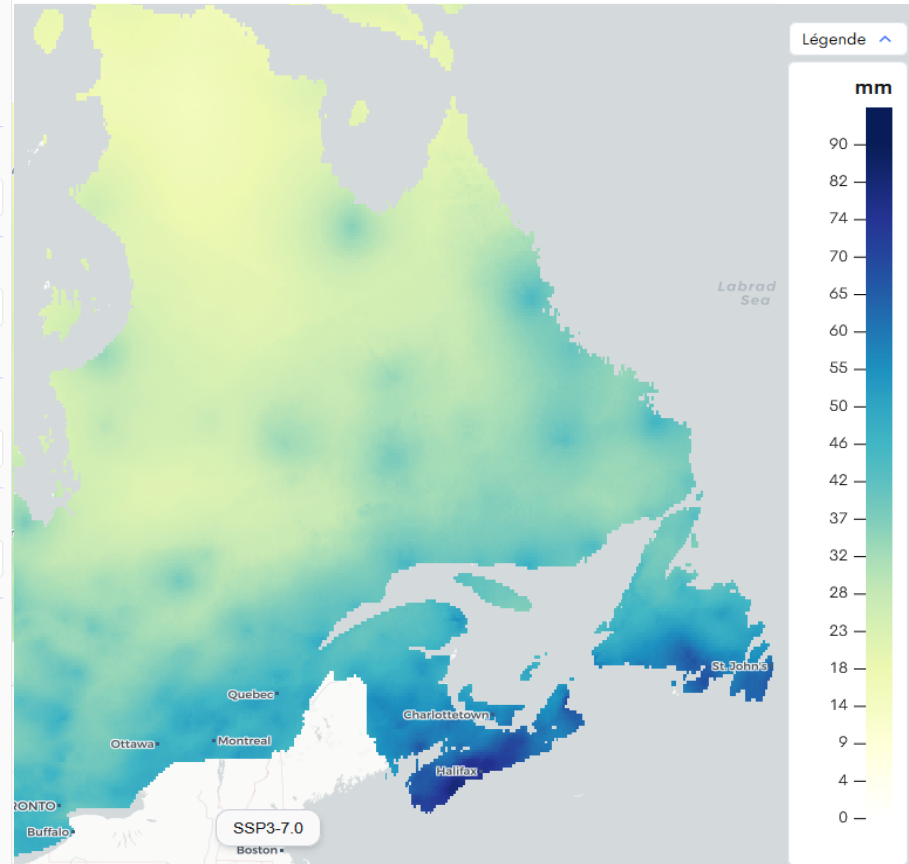 Légende
mm
90
82
74
70
65
60
55
50
46
42
37
32
28
23
18
14
9
4
0
Labrad
Sea
St. John's
Quebec
Charlottetown
Ottawa
Montreal
Halifax
RONTO
Buffalo
SSP3-7.0
Boston